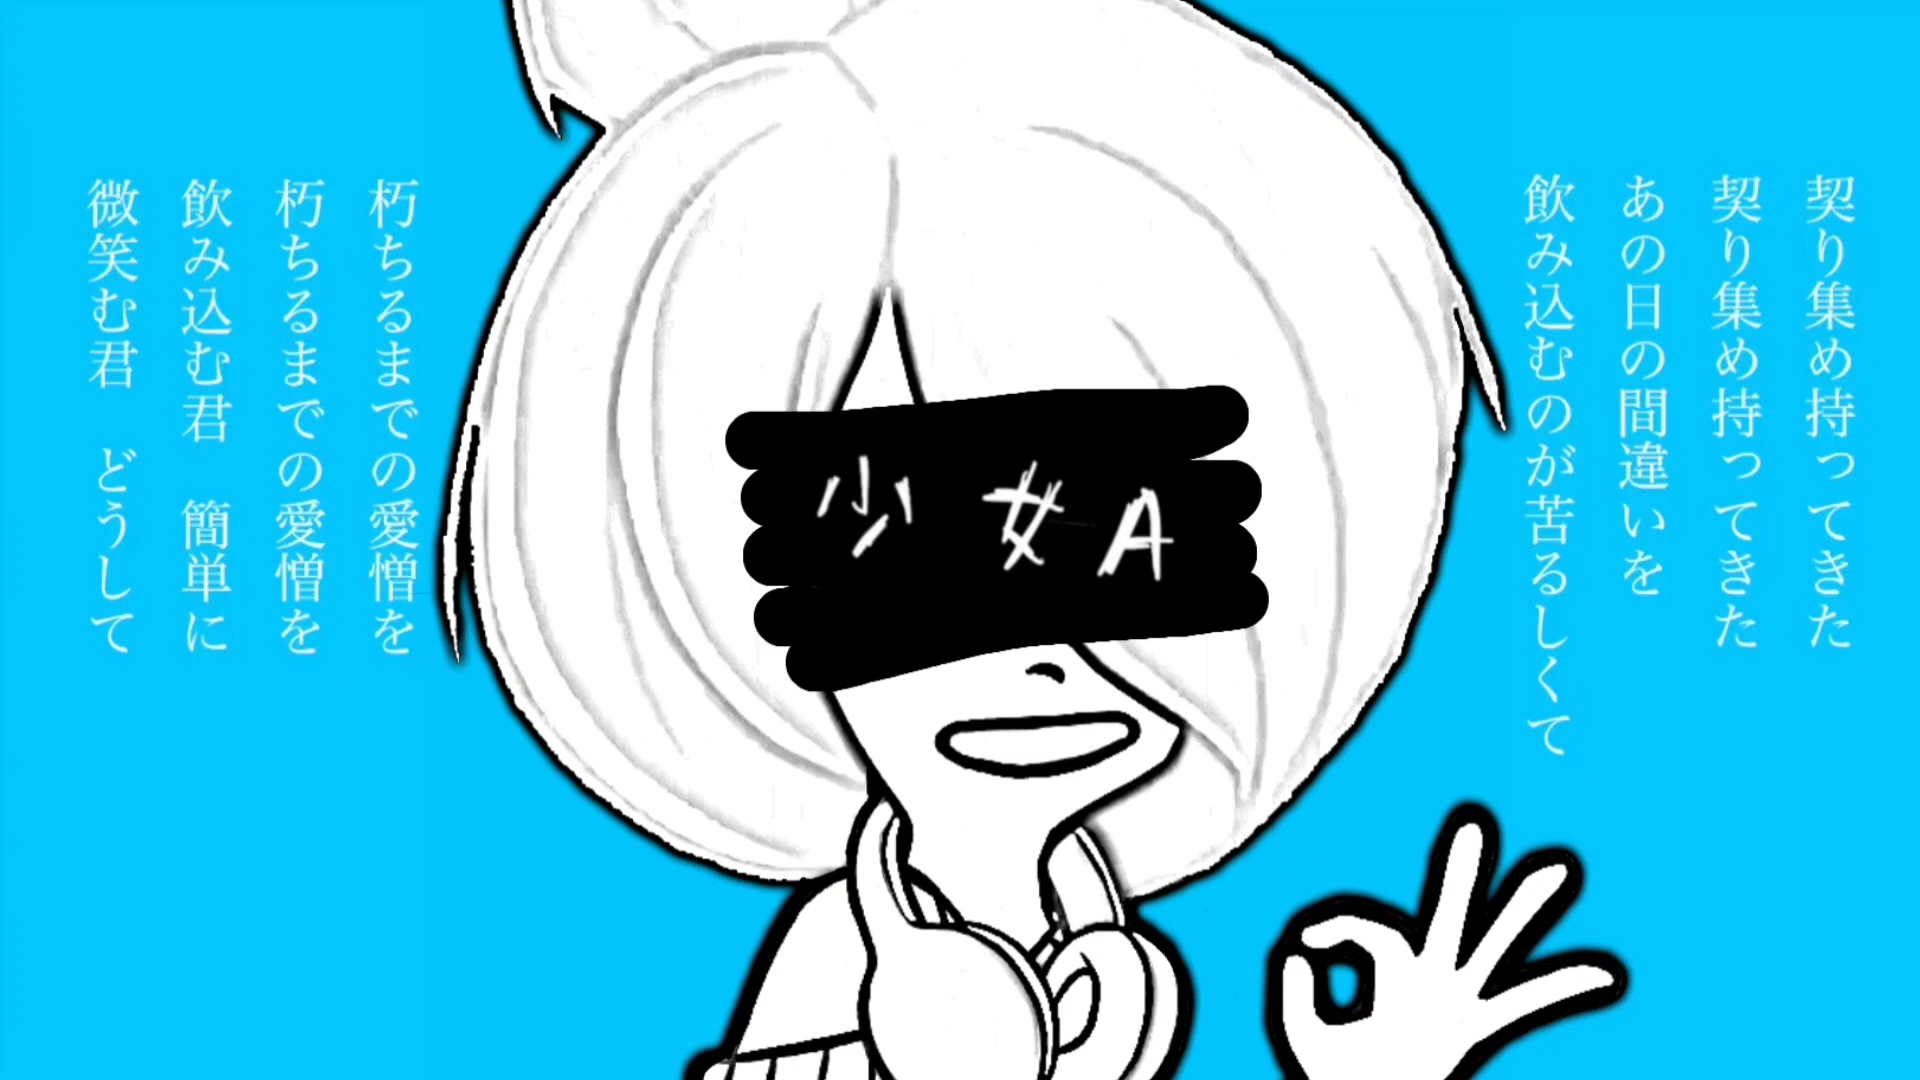 契り集め持ってきた
契り集め持ってきた
あの日の間違いを
飲み込むのが苦るしくて
少女A
朽ちるまでの愛憎を
朽ちるまでの愛憎を
飲み込む君　簡単に
微笑む君　どうして